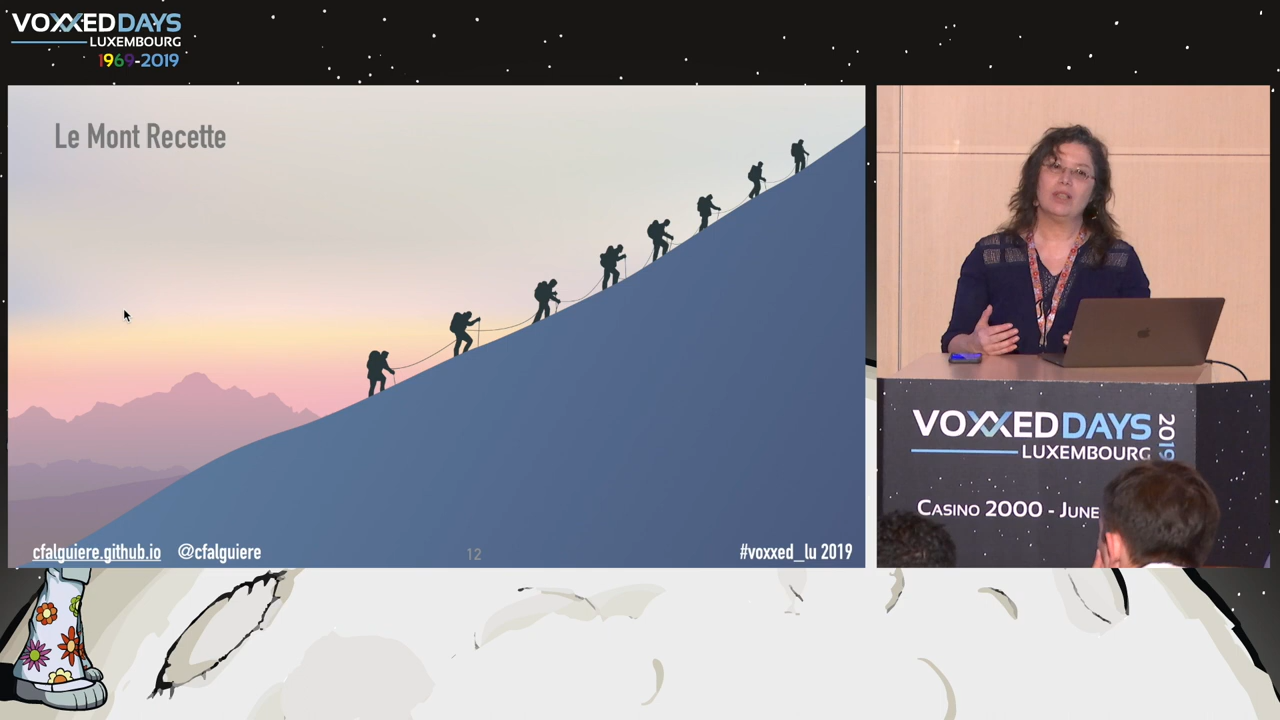 VOXXED DAYS
LUXEMBOURG
1969-2019
Le Mont Recette
cfalguiere.github.io @cfalguiere
12
#voxxed_lu 2019
VOXXED DAYS 2019
LUXEMBOURG
CASINO 2000 - JUNE